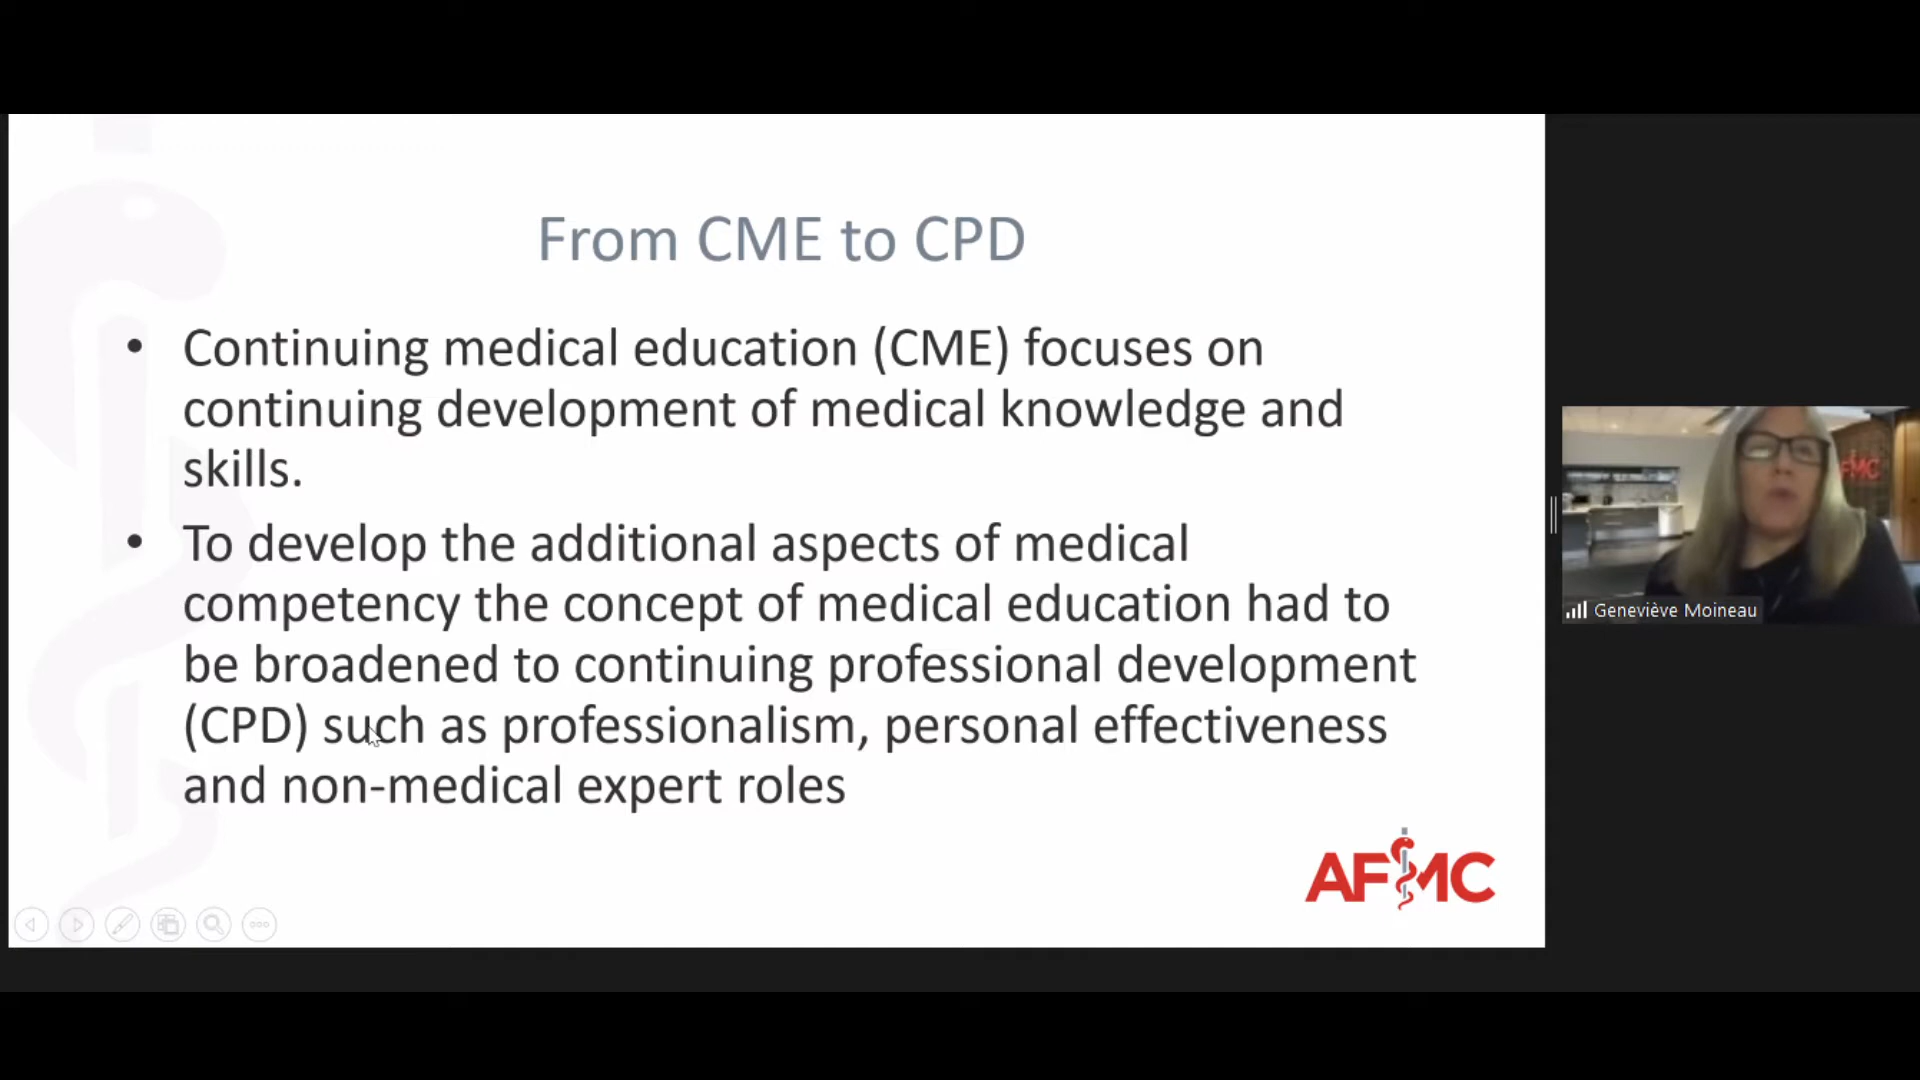 From CME to CPD
• Continuing medical education (CME) focuses on
continuing development of medical knowledge and
skills.
• To develop the additional aspects of medical
competency the concept of medical education had to
be broadened to continuing professional development
(CPD) such as professionalism, personal effectiveness
and non-medical expert roles
AFMC
FMC
Geneviève Moineau